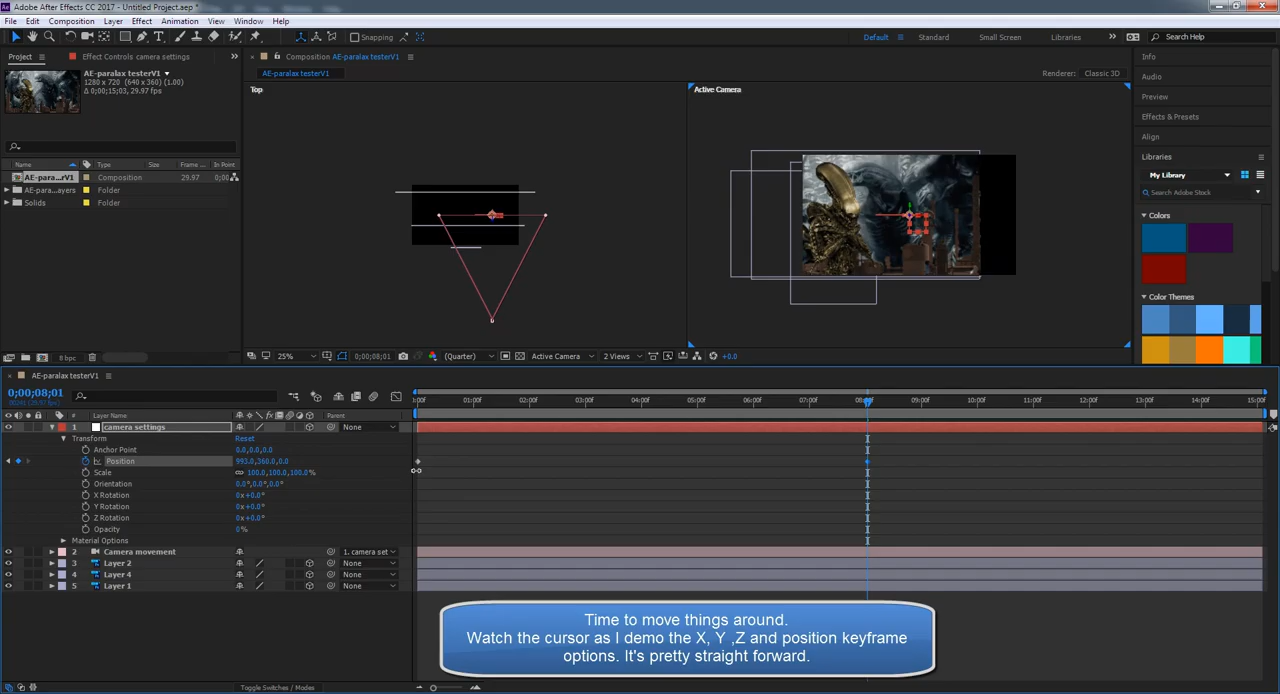 Adobe After Effects CC 2017 - Untitled Project.aep *
File Edit Composition Layer Effect Animation View Window Help
Snapping
Default Standard Small Screen Libraries Search Help
Project Effect Controls camera settings
Composition AE-paralax testerV1
AE-paralax testerV1
AE-paralax testerV1
1280 x 720 (640 x 360) (1.00)
Δ 0;00;15;03, 29.97 fps
Renderer: Classic 3D
Top
Active Camera
Name Type Size Frame ... In Point
AE-para...rV1 Composition 29.97 0;00
AE-para...ayers Folder
Solids Folder
Info
Audio
Preview
Effects & Presets
Align
Libraries
My Library
Search Adobe Stock
Colors
Color Themes
8 bpc
25% 0;00;08;01 (Quarter) Active Camera 2 Views +0.0
AE-paralax testerV1
0;00;08;01
Layer Name Parent
:00f 01:00f 02:00f 03:00f 04:00f 05:00f 06:00f 07:00f 08:00f 09:00f 10:00f 11:00f 12:00f 13:00f 14:00f 15:00f
1 camera settings None
Transform Reset
Anchor Point 0.0,0.0,0.0
Position 993.0,360.0,0.0
Scale 100.0,100.0,100.0%
Orientation 0.0°,0.0°,0.0°
X Rotation 0x+0.0°
Y Rotation 0x+0.0°
Z Rotation 0x+0.0°
Opacity 0%
Material Options
2 Camera movement 1. camera set
3 Layer 2 None
4 Layer 4 None
5 Layer 1 None
Time to move things around.
Watch the cursor as I demo the X, Y ,Z and position keyframe
options. It's pretty straight forward.
Toggle Switches / Modes